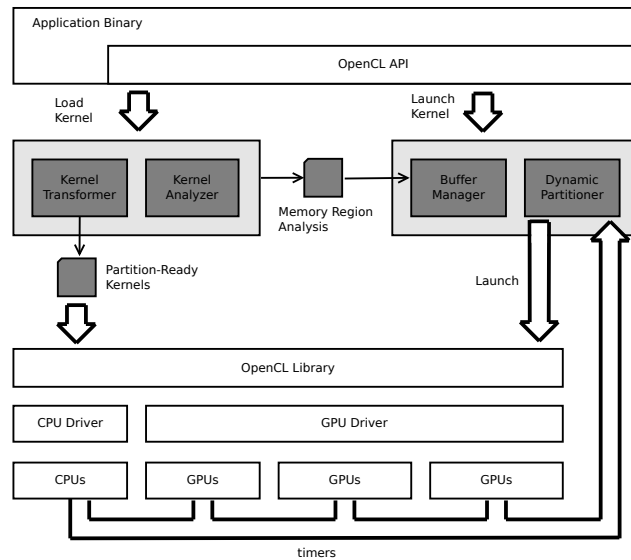 Application Binary
OpenCL API
Load
Kernel
Launch
Kernel
Kernel
Transformer
Kernel
Analyzer
Memory Region
Analysis
Buffer
Manager
Dynamic
Partitioner
Partition-Ready
Kernels
Launch
OpenCL Library
CPU Driver
GPU Driver
CPUs
GPUs
GPUs
GPUs
timers